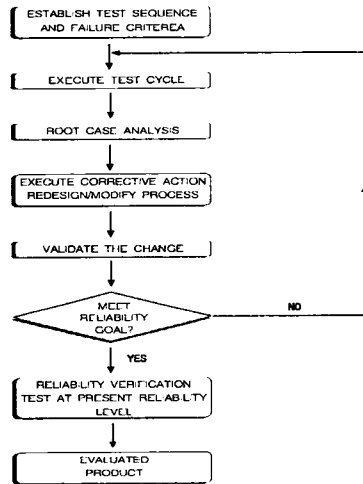 ESTABLISH TEST SEQUENCE
AND FAILURE CRITEREA
EXECUTE TEST CYCLE
ROOT CASE ANALYSIS
EXECUTE CORRECTIVE ACTION
REDESIGN/MODIFY PROCESS
VALIDATE THE CHANGE
MEET
RELIABILITY
GOAL?
NO
YES
RELIABILITY VERIFICATION
TEST AT PRESENT RELIABILITY
LEVEL
EVALUATED
PRODUCT